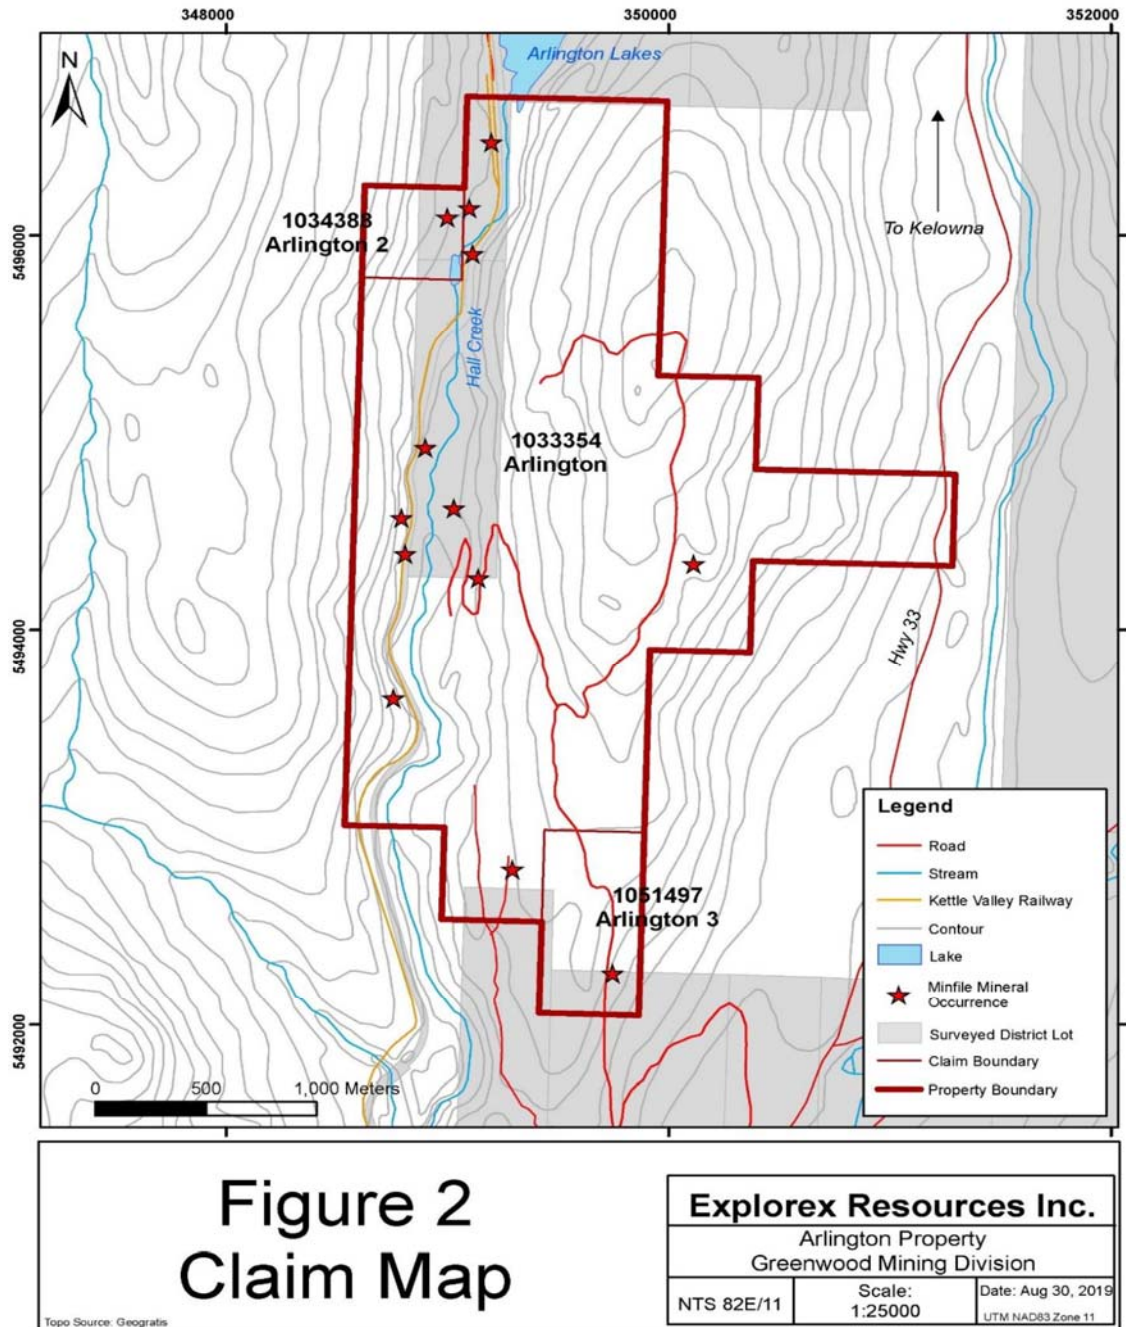 348000
350000
352000
N
Arlington Lakes
1034388
Arlington 2
To Kelowna
5496000
Hall Creek
1033354
Arlington
5494000
Hwy 33
1051497
Arlington 3
5492000
0
500
1,000 Meters
Legend
Road
Stream
Kettle Valley Railway
Contour
Lake
Minfile Mineral
Occurrence
Surveyed District Lot
Claim Boundary
Property Boundary
Figure 2
Claim Map
Topo Source: Geogratis
Explorex Resources Inc.
Arlington Property
Greenwood Mining Division
NTS 82E/11
Scale:
1:25000
Date: Aug 30, 2019
UTM NAD83 Zone 11